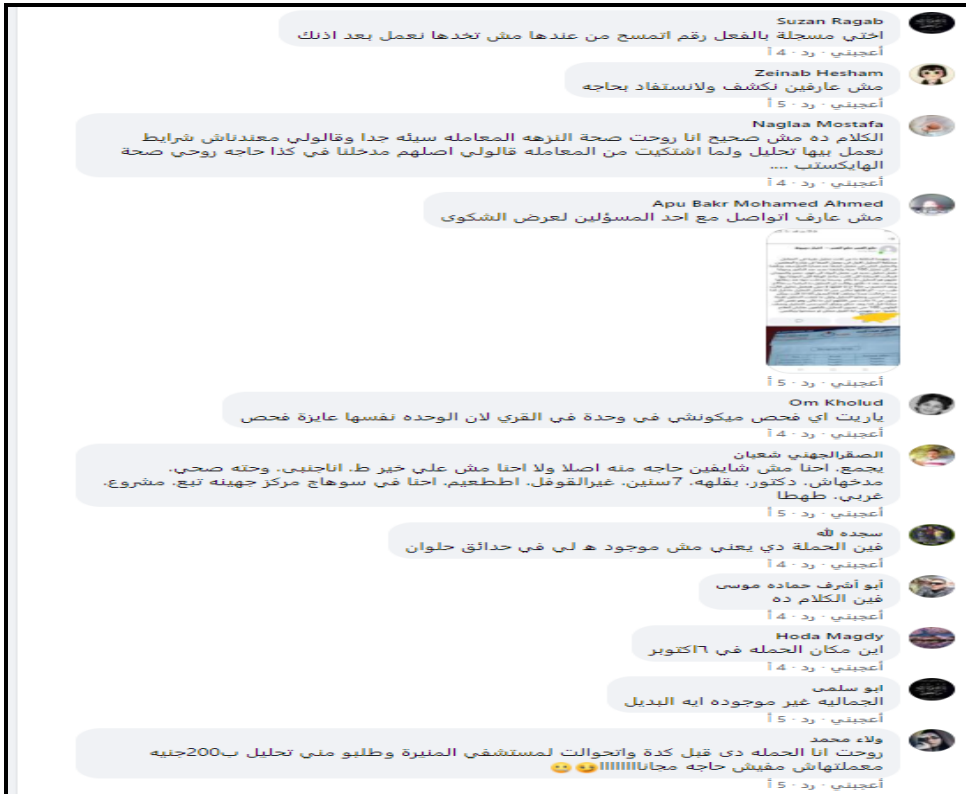 Suzan Ragab
اختي مسجلة بالفعل رقم اتمسح من عندها مش تخدها نعمل بعد اذنك
أعجبني · رد · 4 أ
Zeinab Hesham
مش عارفين نكشف ولانستفاد بحاجه
أعجبني · رد · 5 أ
Naglaa Mostafa
الكلام ده مش صحيح انا روحت صحة النزهه المعامله سيئه جدا وقالولي معندناش شرايط
نعمل بيها تحليل ولما اشتكيت من المعامله قالولي اصلهم مدخلنا في كذا حاجه روحي صحة
الهايكستب ....
أعجبني · رد · 4 أ
Apu Bakr Mohamed Ahmed
مش عارف اتواصل مع احد المسؤلين لعرض الشكوى
أعجبني · رد · 5 أ
Om Kholud
ياريت اي فحص ميكونشي في وحدة في القري لان الوحده نفسها عايزة فحص
أعجبني · رد · 4 أ
الصقرالجهني شعبان
يجمع. احنا مش شايفين حاجه منه اصلا ولا احنا مش علي خير ط. اناجنبى. وحته صحي.
مدخهاش. دكتور. بقلهه. 7سنين. غيرالقوفل. اططعيم. احنا في سوهاج مركز جهينه تبع. مشروع.
غربي. طهطا
أعجبني · رد · 5 أ
سجده لله
فين الحملة دي يعني مش موجود ه لي في حدائق حلوان
أعجبني · رد · 4 أ
أبو أشرف حماده موسى
فين الكلام ده
أعجبني · رد · 4 أ
Hoda Magdy
اين مكان الحمله في ٦اكتوبر
أعجبني · رد · 4 أ
ابو سلمى
الجماليه غير موجوده ايه البديل
أعجبني · رد · 5 أ
ولاء محمد
روحت انا الحمله دى قبل كدة واتحوالت لمستشفي المنيرة وطلبو مني تحليل ب200جنيه
معملتهاش مفيش حاجه مجاناااااااا😏🙂
أعجبني · رد · 5 أ